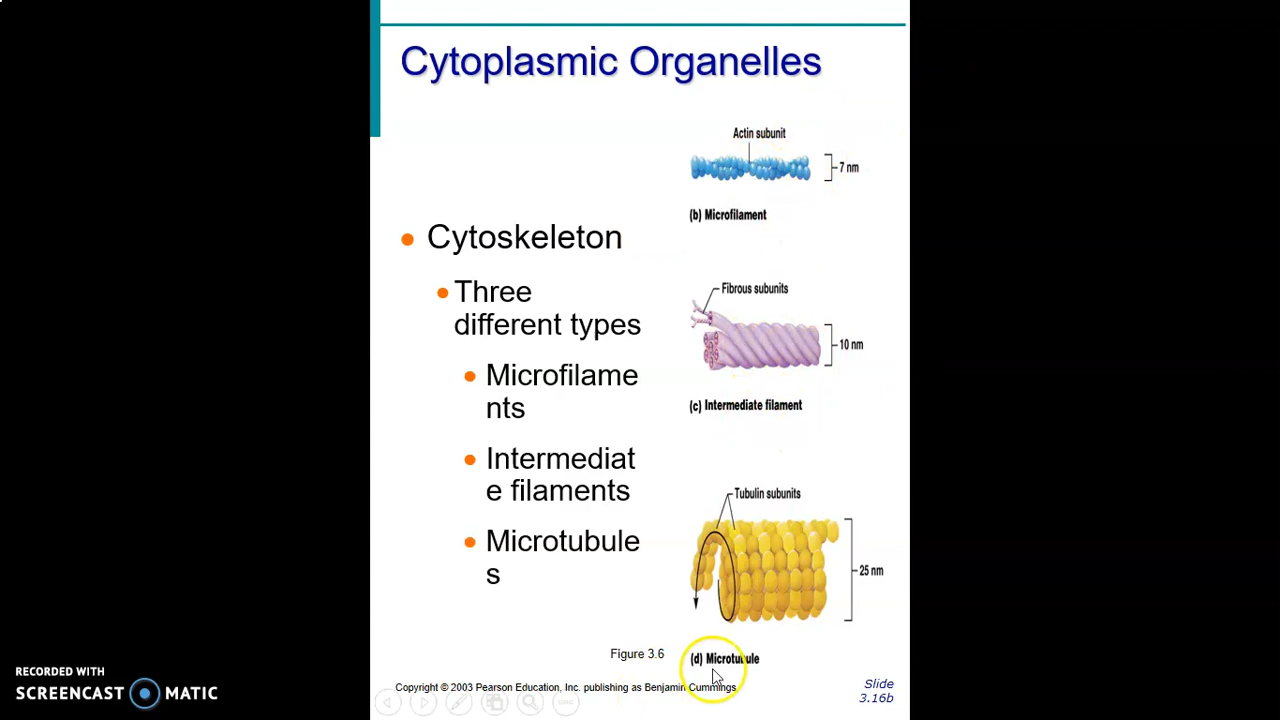 Cytoplasmic Organelles
Actin subunit
7 nm
(b) Microfilament
Cytoskeleton
Three
different types
Microfilame
nts
Intermediat
e filaments
Microtubule
s
Fibrous subunits
10 nm
(c) Intermediate filament
Tubulin subunits
25 nm
(d) Microtubule
Figure 3.6
Copyright © 2003 Pearson Education, Inc. publishing as Benjamin Cummings
Slide
3.16b
RECORDED WITH
SCREENCAST MATIC